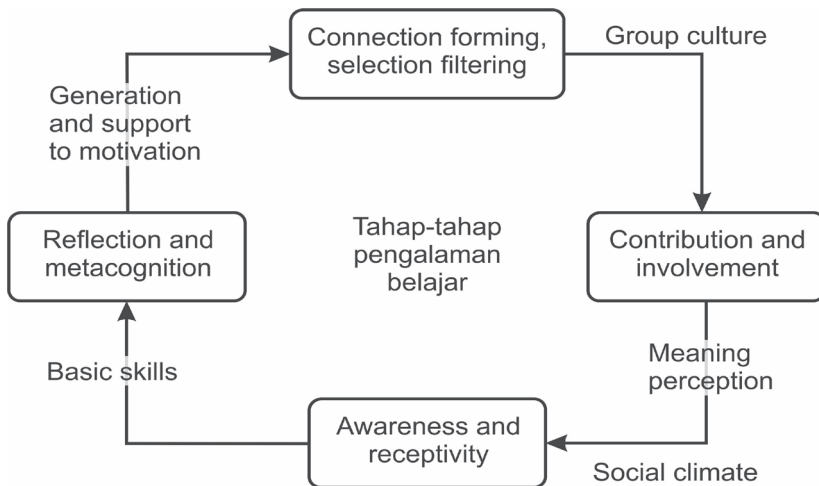 Connection forming,
selection filtering
Group culture
Generation
and support
to motivation
Reflection and
metacognition
Tahap-tahap
pengalaman
belajar
Contribution and
involvement
Basic skills
Meaning
perception
Awareness and
receptivity
Social climate